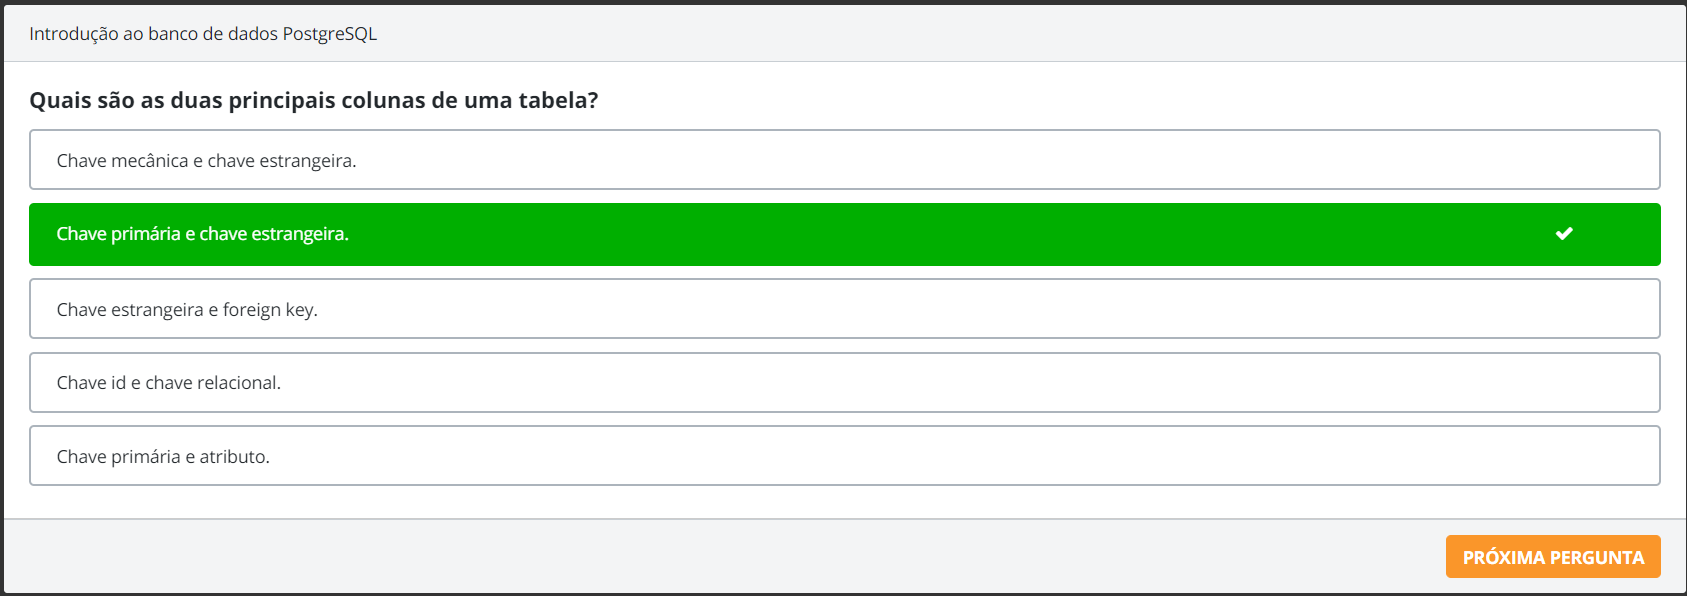 Introdução ao banco de dados PostgreSQL
Quais são as duas principais colunas de uma tabela?
Chave mecânica e chave estrangeira.
Chave primária e chave estrangeira.
Chave estrangeira e foreign key.
Chave id e chave relacional.
Chave primária e atributo.
PRÓXIMA PERGUNTA